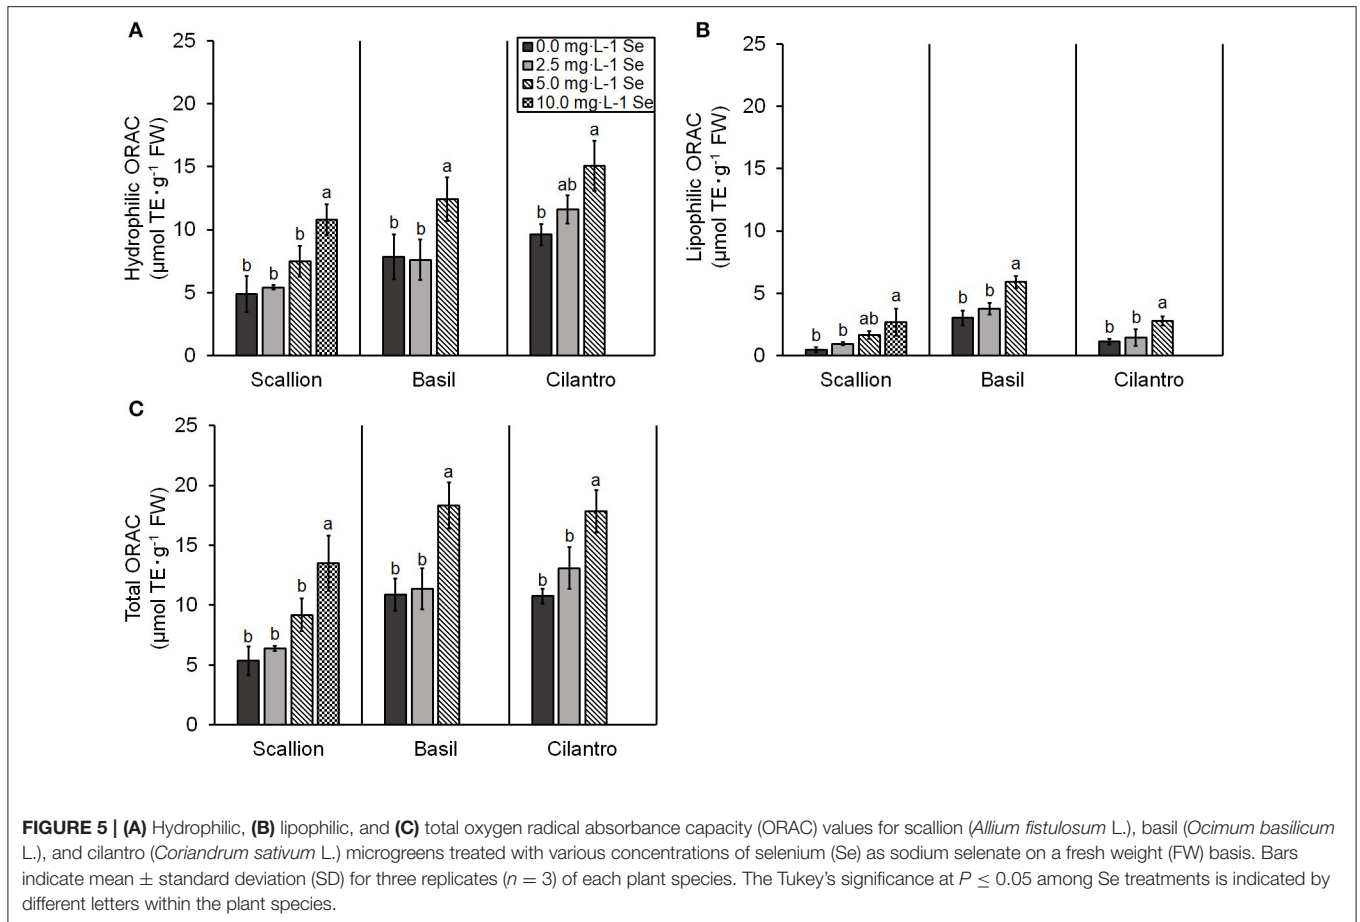 A
25
20
15
10
5
0
Hydrophilic ORAC
(µmol TE·g-1 FW)
0.0 mg·L-1 Se
2.5 mg·L-1 Se
5.0 mg·L-1 Se
10.0 mg·L-1 Se
b b b a
b b a
b ab a
Scallion Basil Cilantro
B
25
20
15
10
5
0
Lipophilic ORAC
(µmol TE·g-1 FW)
b b ab a
b b a
b b a
Scallion Basil Cilantro
C
25
20
15
10
5
0
Total ORAC
(µmol TE·g-1 FW)
b b b a
b b a
b b a
Scallion Basil Cilantro
FIGURE 5 | (A) Hydrophilic, (B) lipophilic, and (C) total oxygen radical absorbance capacity (ORAC) values for scallion (Allium fistulosum L.), basil (Ocimum basilicum
L.), and cilantro (Coriandrum sativum L.) microgreens treated with various concentrations of selenium (Se) as sodium selenate on a fresh weight (FW) basis. Bars
indicate mean ± standard deviation (SD) for three replicates (n = 3) of each plant species. The Tukey's significance at P ≤ 0.05 among Se treatments is indicated by
different letters within the plant species.